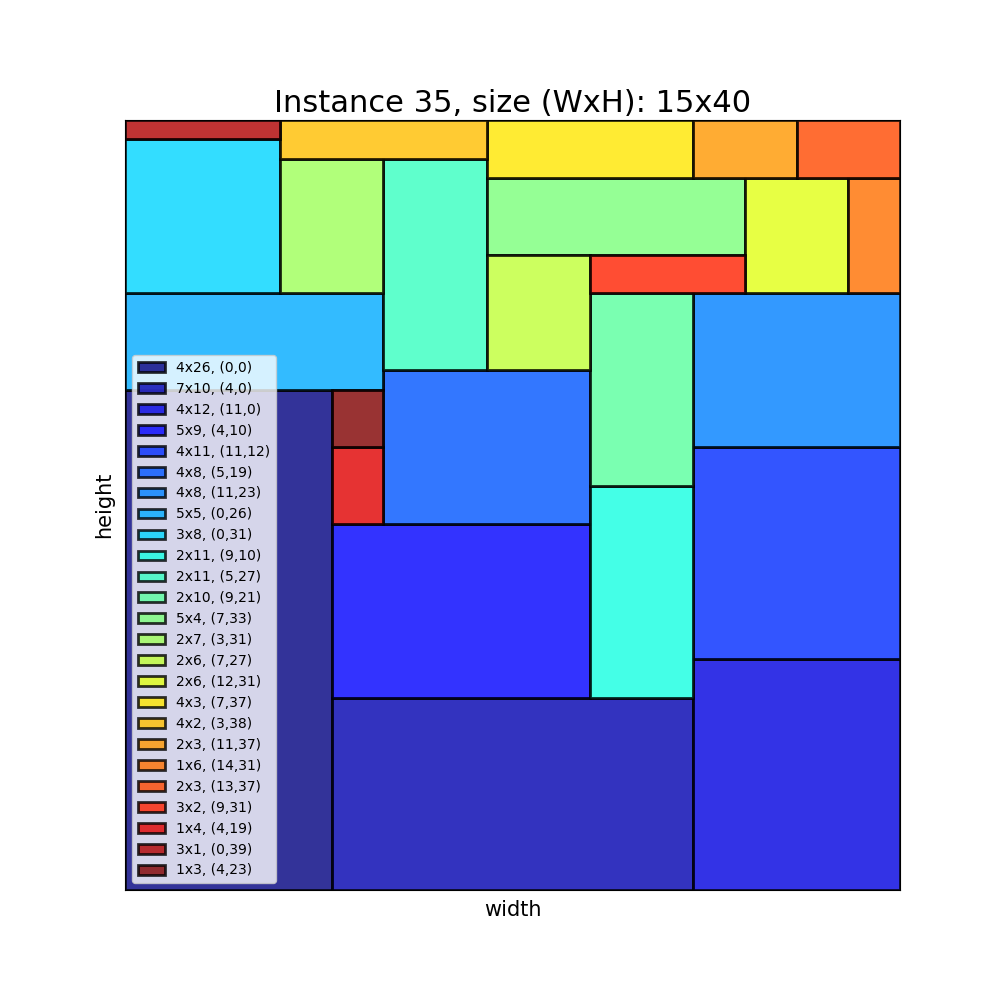 Instance 35, size (WxH): 15x40
height
4x26, (0,0)
7x10, (4,0)
4x12, (11,0)
5x9, (4,10)
4x11, (11,12)
4x8, (5,19)
4x8, (11,23)
5x5, (0,26)
3x8, (0,31)
2x11, (9,10)
2x11, (5,27)
2x10, (9,21)
5x4, (7,33)
2x7, (3,31)
2x6, (7,27)
2x6, (12,31)
4x3, (7,37)
4x2, (3,38)
2x3, (11,37)
1x6, (14,31)
2x3, (13,37)
3x2, (9,31)
1x4, (4,19)
3x1, (0,39)
1x3, (4,23)
width